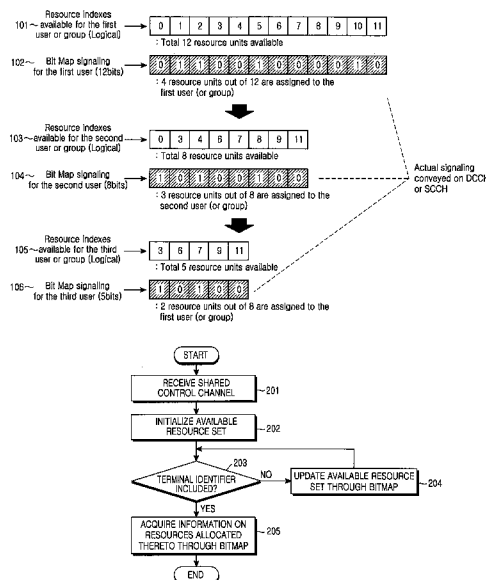 Resource indexes
101~ available for the first
user or group (Logical)
0 1 2 3 4 5 6 7 8 9 10 11
: Total 12 resource units available
102~ Bit Map signaling
for the first user (12bits)
0 1 1 0 0 1 0 0 0 0 1 0
: 4 resource units out of 12 are assigned to the
first user (or group)
Resource indexes
103~ available for the second
user or group (Logical)
0 3 4 6 7 8 9 11
: Total 8 resource units available
104~ Bit Map signaling
for the second user (8bits)
1 0 1 0 0 1 0 0
: 3 resource units out of 8 are assigned to the
second user (or group)
Actual signaling
conveyed on DCCH
or SCCH
Resource indexes
105~ available for the third
user or group (Logical)
3 6 7 9 11
: Total 5 resource units available
106~ Bit Map signaling
for the third user (5bits)
1 0 1 0 0
: 2 resource units out of 8 are assigned to the
first user (or group)
START
RECEIVE SHARED
CONTROL CHANNEL
201
INITIALIZE AVAILABLE
RESOURCE SET
202
203
TERMINAL IDENTIFIER
INCLUDED?
NO
UPDATE AVAILABLE RESOURCE
SET THROUGH BITMAP
204
YES
ACQUIRE INFORMATION ON
RESOURCES ALLOCATED
THERETO THROUGH BITMAP
205
END